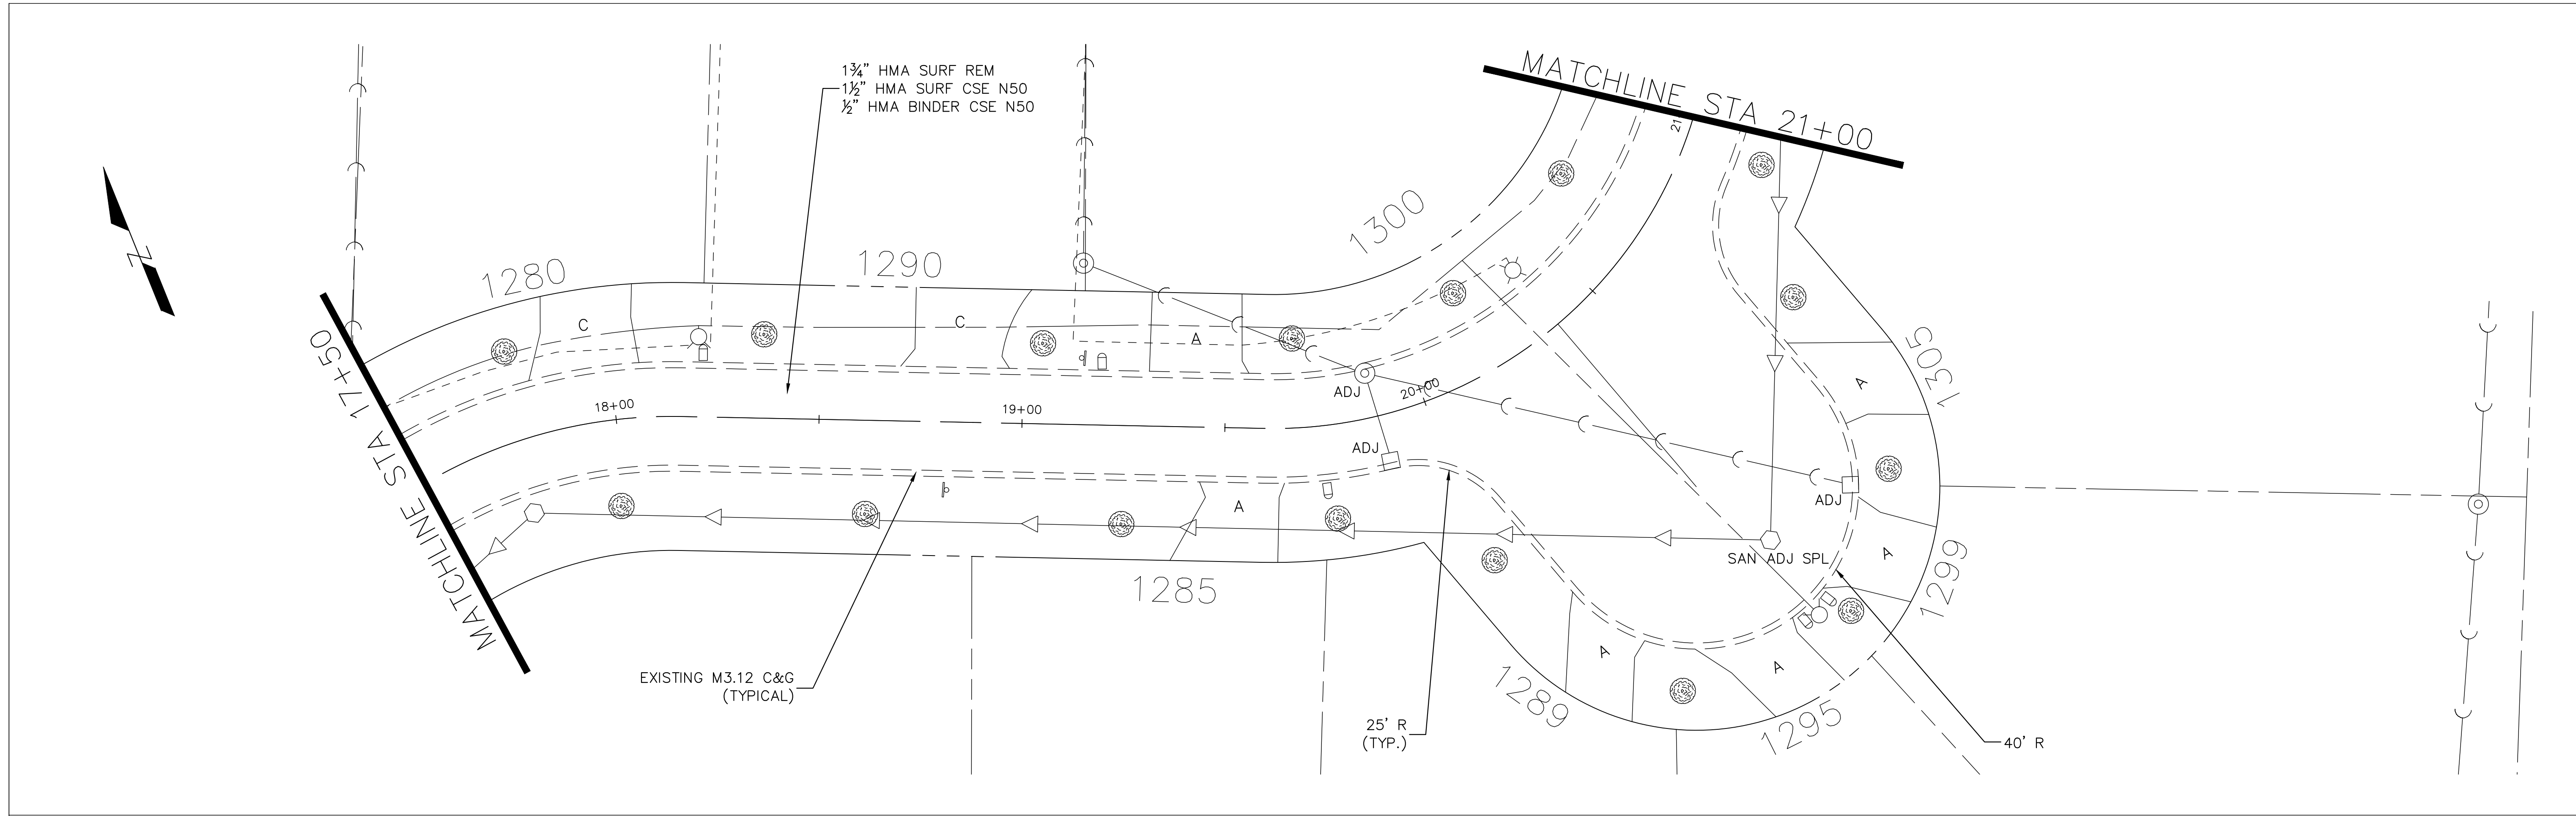 1¾" HMA SURF REM
1½" HMA SURF CSE N50
½" HMA BINDER CSE N50
MATCHLINE STA 21+00
21
N
1280
1290
1300
1305
C
C
A
A
MATCHLINE STA 17+50
18+00
19+00
20+00
ADJ
ADJ
ADJ
A
SAN ADJ SPL
A
1299
1285
A
A
1289
1295
EXISTING M3.12 C&G
(TYPICAL)
25' R
(TYP.)
40' R